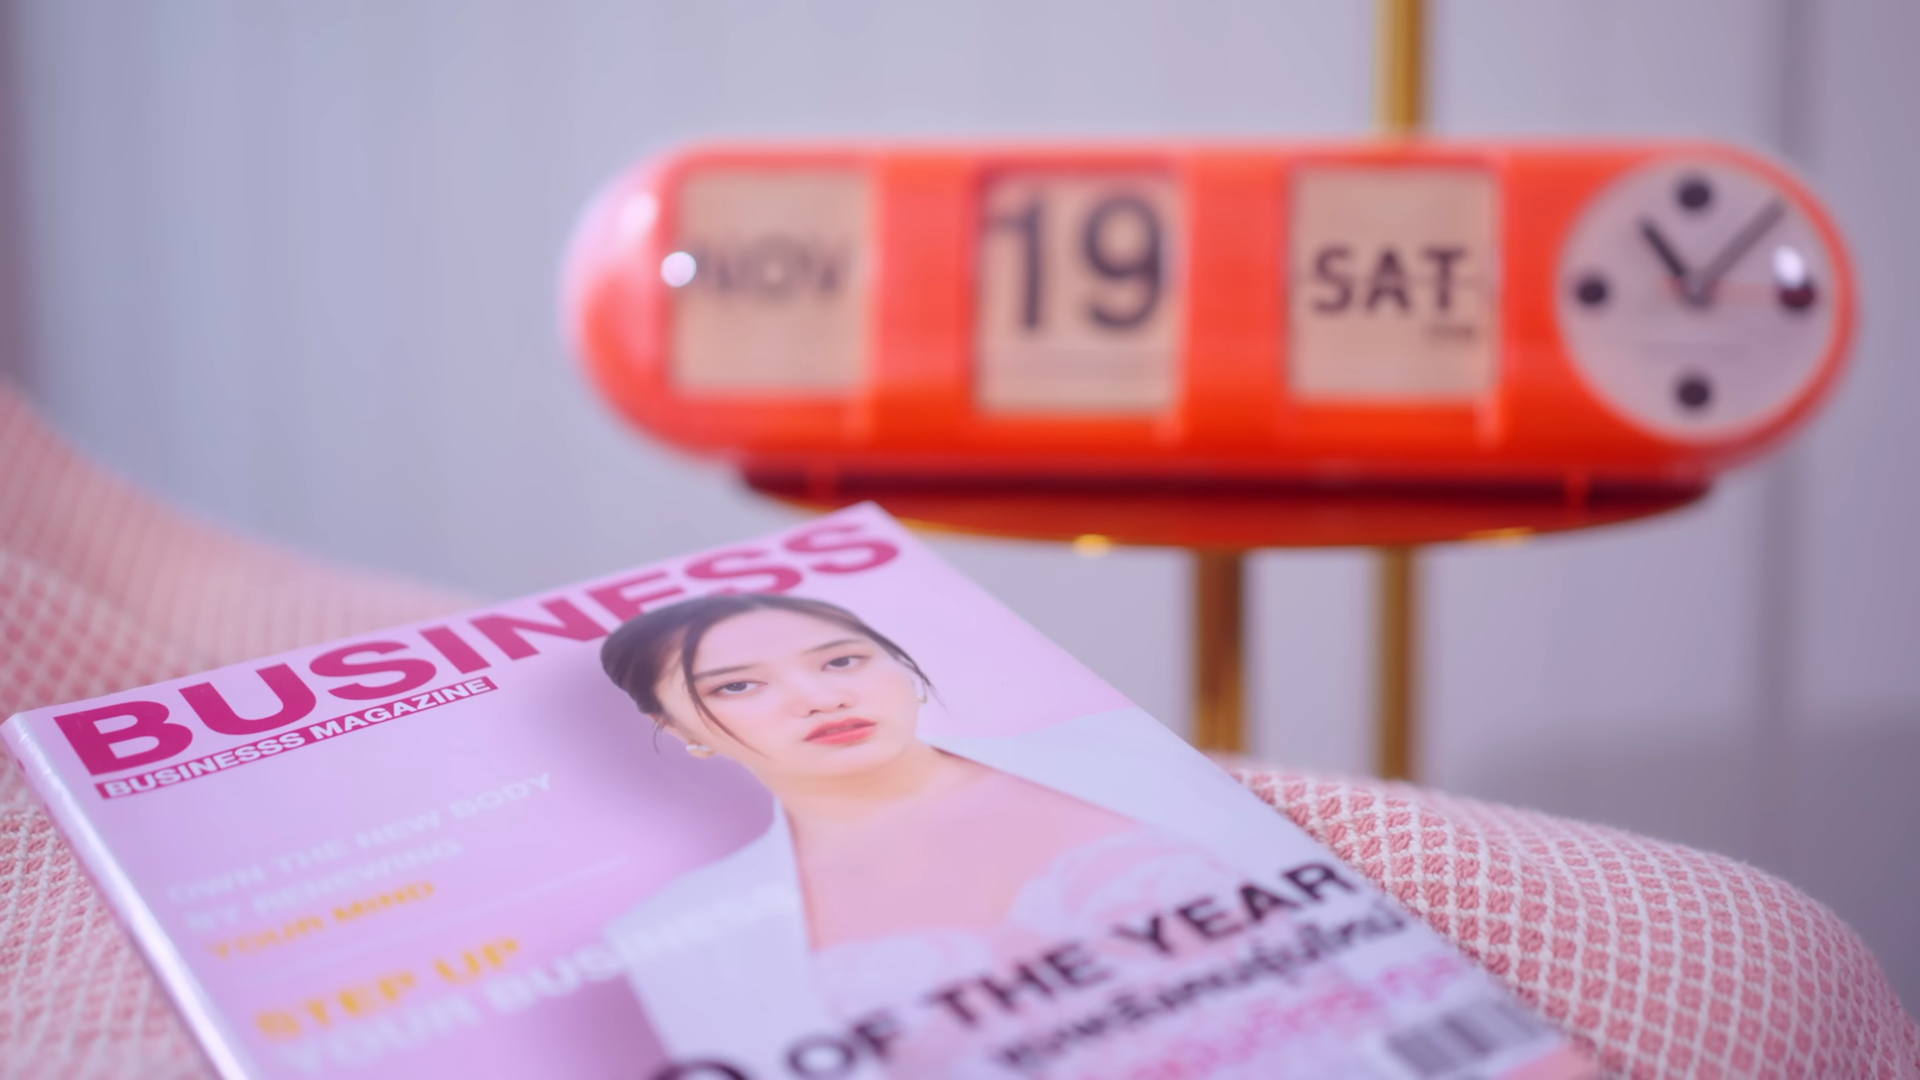 NOV
19
SAT
BUSINESS
BUSINESSS MAGAZINE
OWN THE NEW BODY
BY RENEWING
YOUR MIND
STEP UP
YOUR BUSINESS
OF THE YEAR